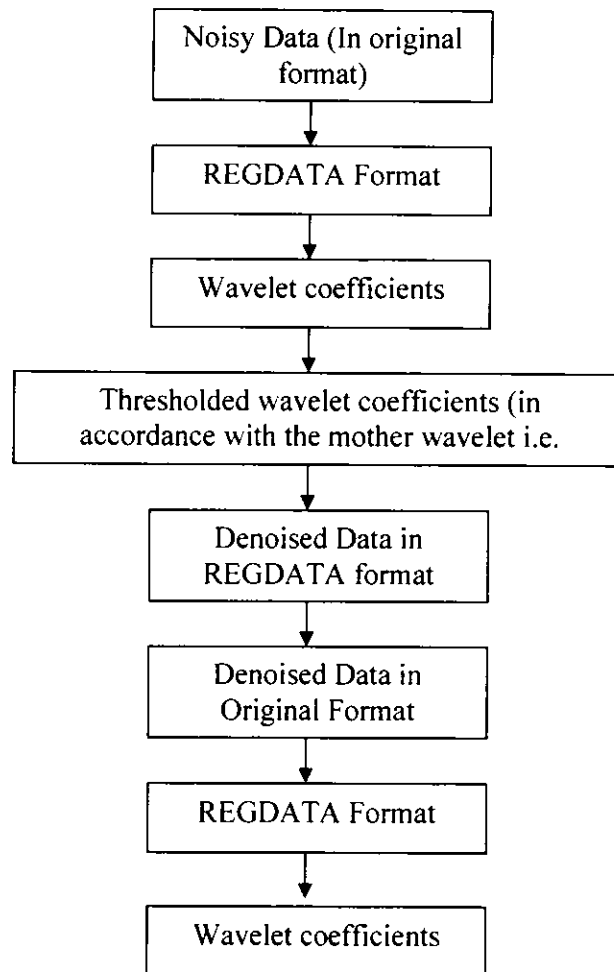 Noisy Data (In original
format)
REGDATA Format
Wavelet coefficients
Thresholded wavelet coefficients (in
accordance with the mother wavelet i.e.
Denoised Data in
REGDATA format
Denoised Data in
Original Format
REGDATA Format
Wavelet coefficients